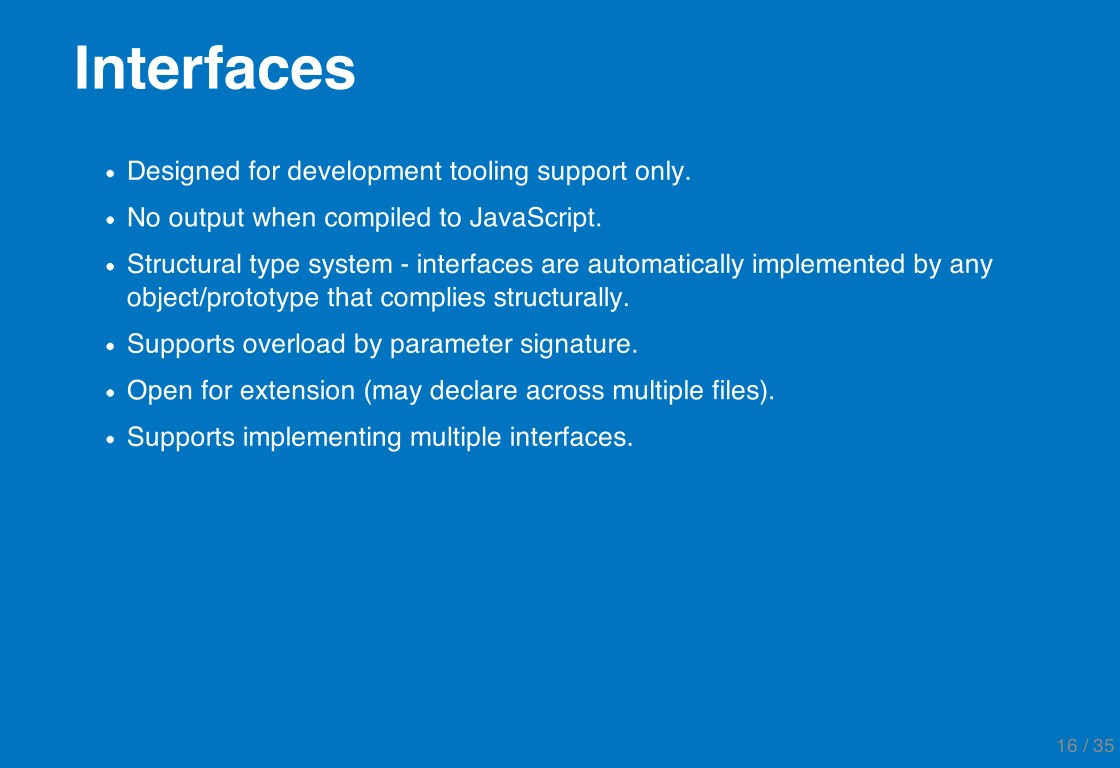 Interfaces
• Designed for development tooling support only.
• No output when compiled to JavaScript.
• Structural type system - interfaces are automatically implemented by any
object/prototype that complies structurally.
• Supports overload by parameter signature.
• Open for extension (may declare across multiple files).
• Supports implementing multiple interfaces.
16 / 35